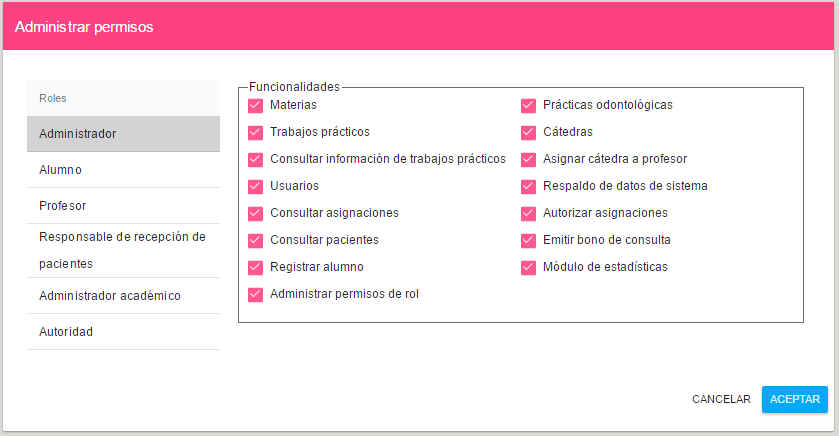 Administrar permisos
Roles
Administrador
Alumno
Profesor
Responsable de recepción de
pacientes
Administrador académico
Autoridad
Funcionalidades
Materias
Trabajos prácticos
Consultar información de trabajos prácticos
Usuarios
Consultar asignaciones
Consultar pacientes
Registrar alumno
Administrar permisos de rol
Prácticas odontológicas
Cátedras
Asignar cátedra a profesor
Respaldo de datos de sistema
Autorizar asignaciones
Emitir bono de consulta
Módulo de estadísticas
CANCELAR
ACEPTAR